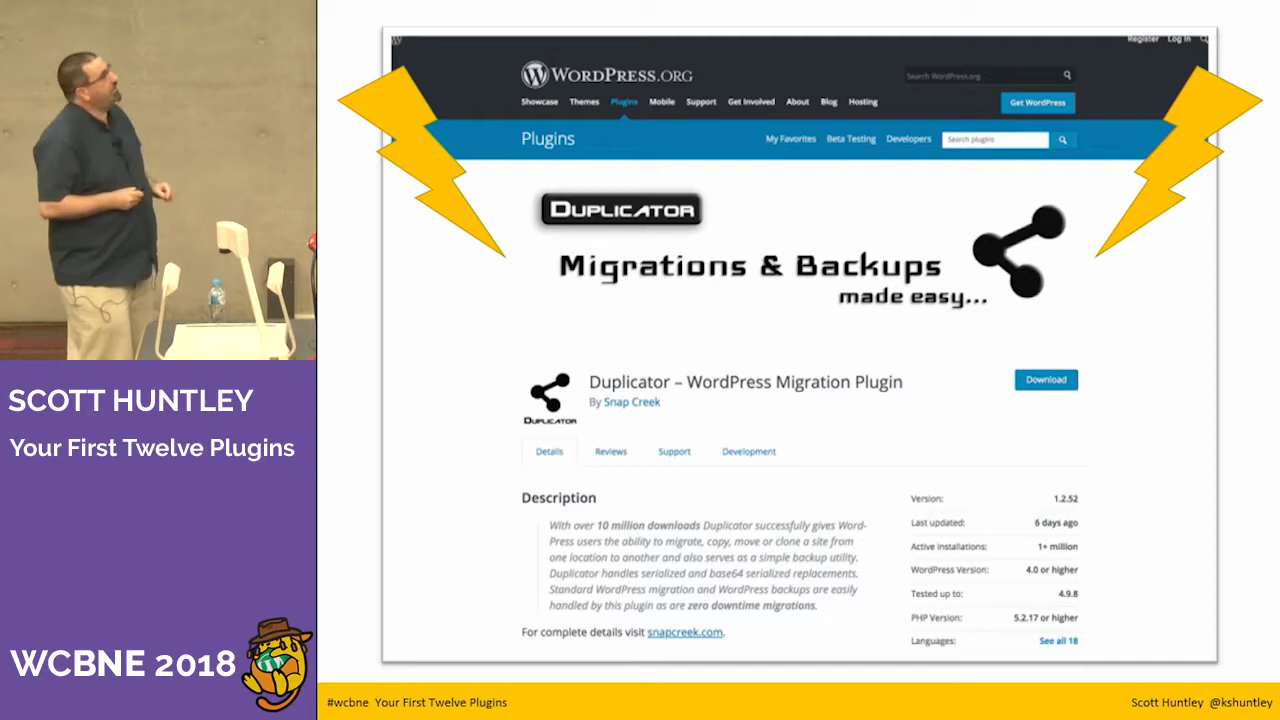 SCOTT HUNTLEY
Your First Twelve Plugins
WCBNE 2018
Register Log In
WORDPRESS.ORG
Search WordPress.org
Showcase Themes Plugins Mobile Support Get Involved About Blog Hosting
Get WordPress
Plugins
My Favorites Beta Testing Developers
Search plugins
DUPLICATOR
Migrations & Backups
made easy...
DUPLICATOR
Duplicator – WordPress Migration Plugin
By Snap Creek
Download
Details Reviews Support Development
Description
With over 10 million downloads Duplicator successfully gives Word-
Press users the ability to migrate, copy, move or clone a site from
one location to another and also serves as a simple backup utility.
Duplicator handles serialized and base64 serialized replacements.
Standard WordPress migration and WordPress backups are easily
handled by this plugin as are zero downtime migrations.
For complete details visit snapcreek.com.
Version: 1.2.52
Last updated: 6 days ago
Active installations: 1+ million
WordPress Version: 4.0 or higher
Tested up to: 4.9.8
PHP Version: 5.2.17 or higher
Languages: See all 18
#wcbne Your First Twelve Plugins
Scott Huntley @kshuntley